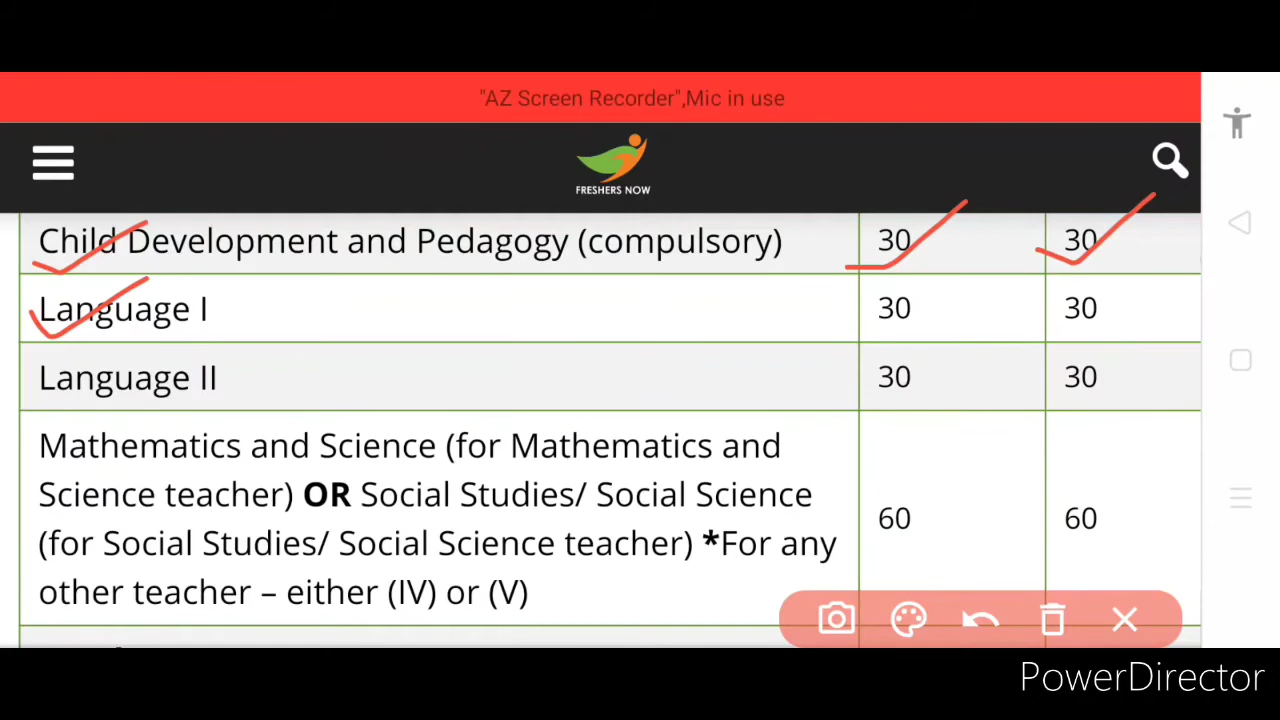 "AZ Screen Recorder",Mic in use
FRESHERS NOW
Child Development and Pedagogy (compulsory) 30 30
Language I 30 30
Language II 30 30
Mathematics and Science (for Mathematics and
Science teacher) OR Social Studies/ Social Science
(for Social Studies/ Social Science teacher) *For any
other teacher – either (IV) or (V)
60 60
PowerDirector